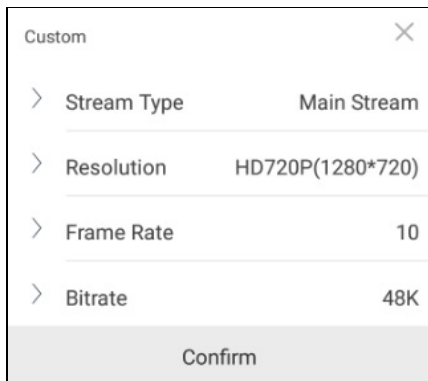 Custom
Stream Type Main Stream
Resolution HD720P(1280*720)
Frame Rate 10
Bitrate 48K
Confirm